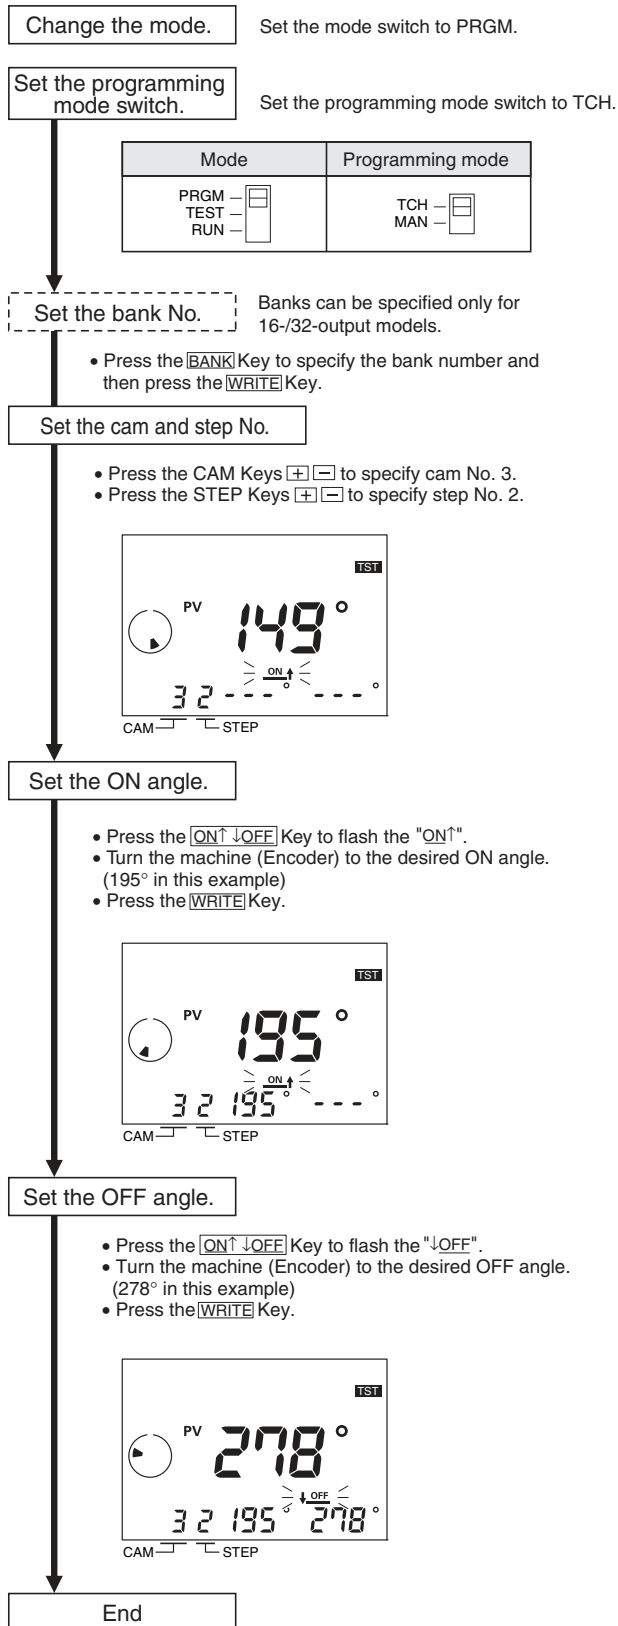 Change the mode.
Set the mode switch to PRGM.
Set the programming
mode switch.
Set the programming mode switch to TCH.
Mode
Programming mode
PRGM
TEST
RUN
TCH
MAN
Set the bank No.
Banks can be specified only for
16-/32-output models.
• Press the BANK Key to specify the bank number and
then press the WRITE Key.
Set the cam and step No.
• Press the CAM Keys + − to specify cam No. 3.
• Press the STEP Keys + − to specify step No. 2.
TST
PV 149°
ON↑
3 2 ---° ---°
CAM STEP
Set the ON angle.
• Press the ON↑ ↓OFF Key to flash the "ON↑".
• Turn the machine (Encoder) to the desired ON angle.
(195° in this example)
• Press the WRITE Key.
TST
PV 195°
ON↑
3 2 195° ---°
CAM STEP
Set the OFF angle.
• Press the ON↑ ↓OFF Key to flash the "↓OFF".
• Turn the machine (Encoder) to the desired OFF angle.
(278° in this example)
• Press the WRITE Key.
TST
PV 278°
↓OFF
3 2 195° 278°
CAM STEP
End